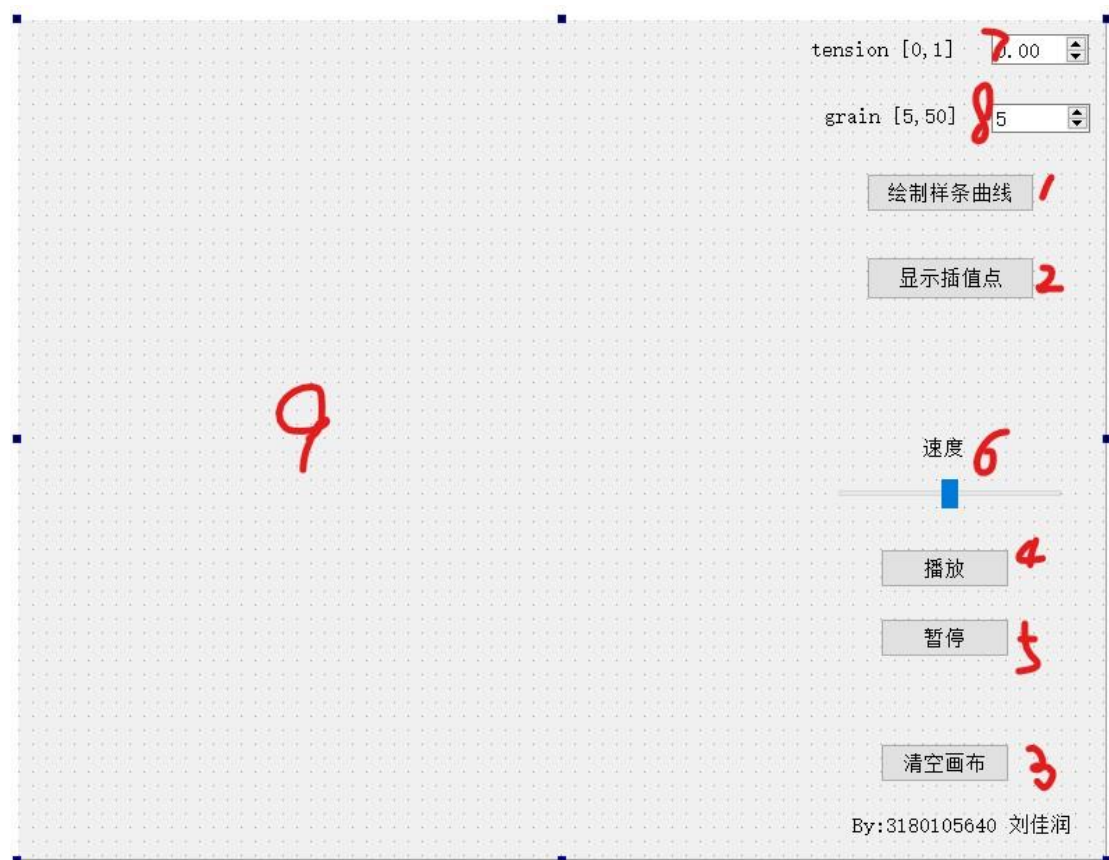 tension [0,1] 7 0.00
grain [5,50] 8 5
绘制样条曲线 1
显示插值点 2
9
速度 6
播放 4
暂停 5
清空画布 3
By:3180105640 刘佳润